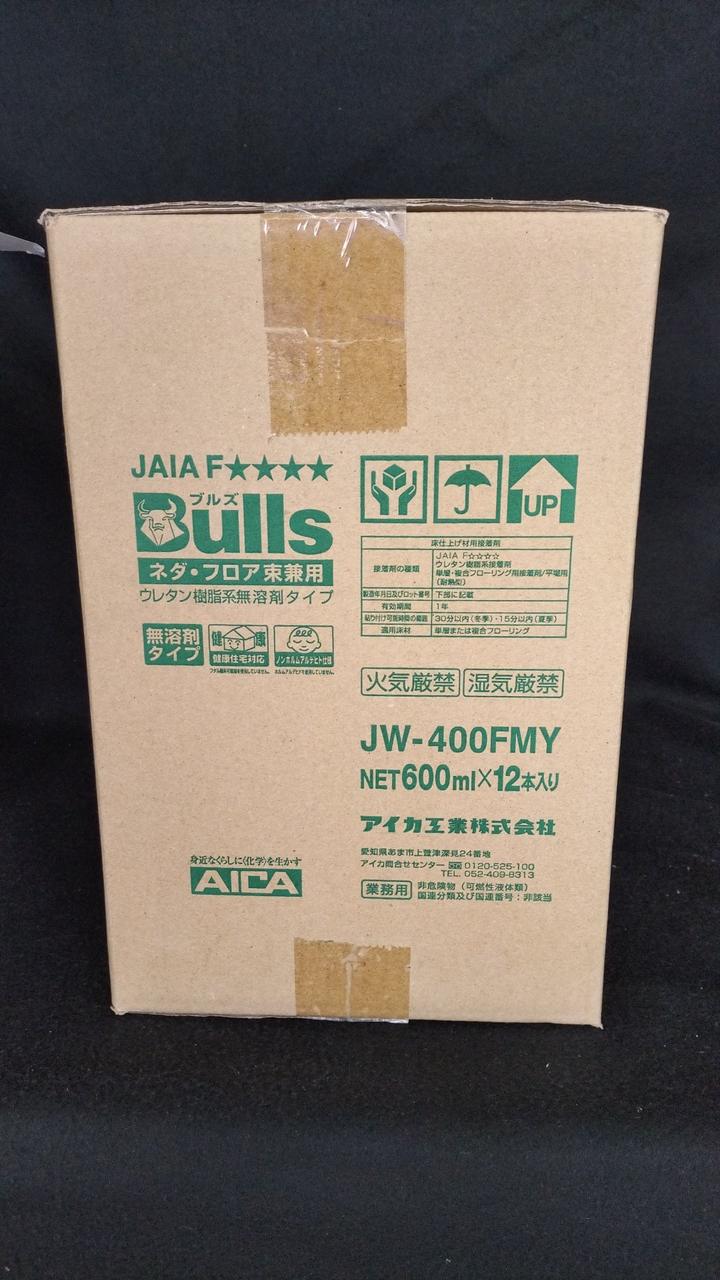 JAIA F★★★★
ブルズ
Bulls
ネダ・フロア束兼用
ウレタン樹脂系無溶剤タイプ
無溶剤
タイプ
健康
健康住宅対応
ノンホルムアルデヒト仕様
UP
床仕上げ材用接着剤
接着剤の種類
JAIA F☆☆☆☆
ウレタン樹脂系接着剤
単層・複合フローリング用接着剤/平場用
(耐熱型)
製造年月日及びロット番号 下部に記載
有効期間 1年
貼り付け可能時間の範囲 30分以内(冬季)・15分以内(夏季)
適用床材 単層または複合フローリング
火気厳禁 湿気厳禁
JW-400FMY
NET600ml×12本入り
アイカ工業株式会社
愛知県あま市上萱津深見24番地
アイカ問合せセンター 0120-525-100
TEL. 052-409-8313
業務用 非危険物(可燃性液体類)
国連分類及び国連番号:非該当
身近なくらしに〈化学〉を生かす
AICA